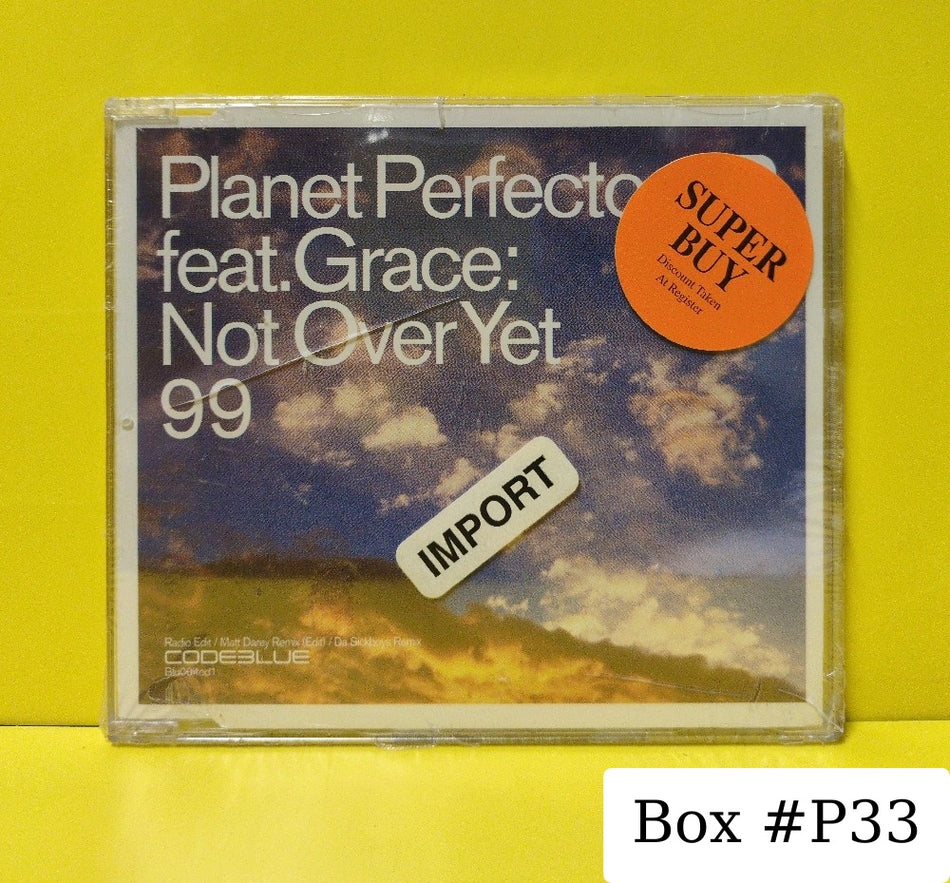 Planet Perfecto
feat. Grace:
Not Over Yet
99
SUPER
BUY
Discount Taken
At Register
IMPORT
Radio Edit / Matt Darey Remix (Edit) / Da Sickboys Remix
CODEBLUE
Blu004cd1
Box #P33